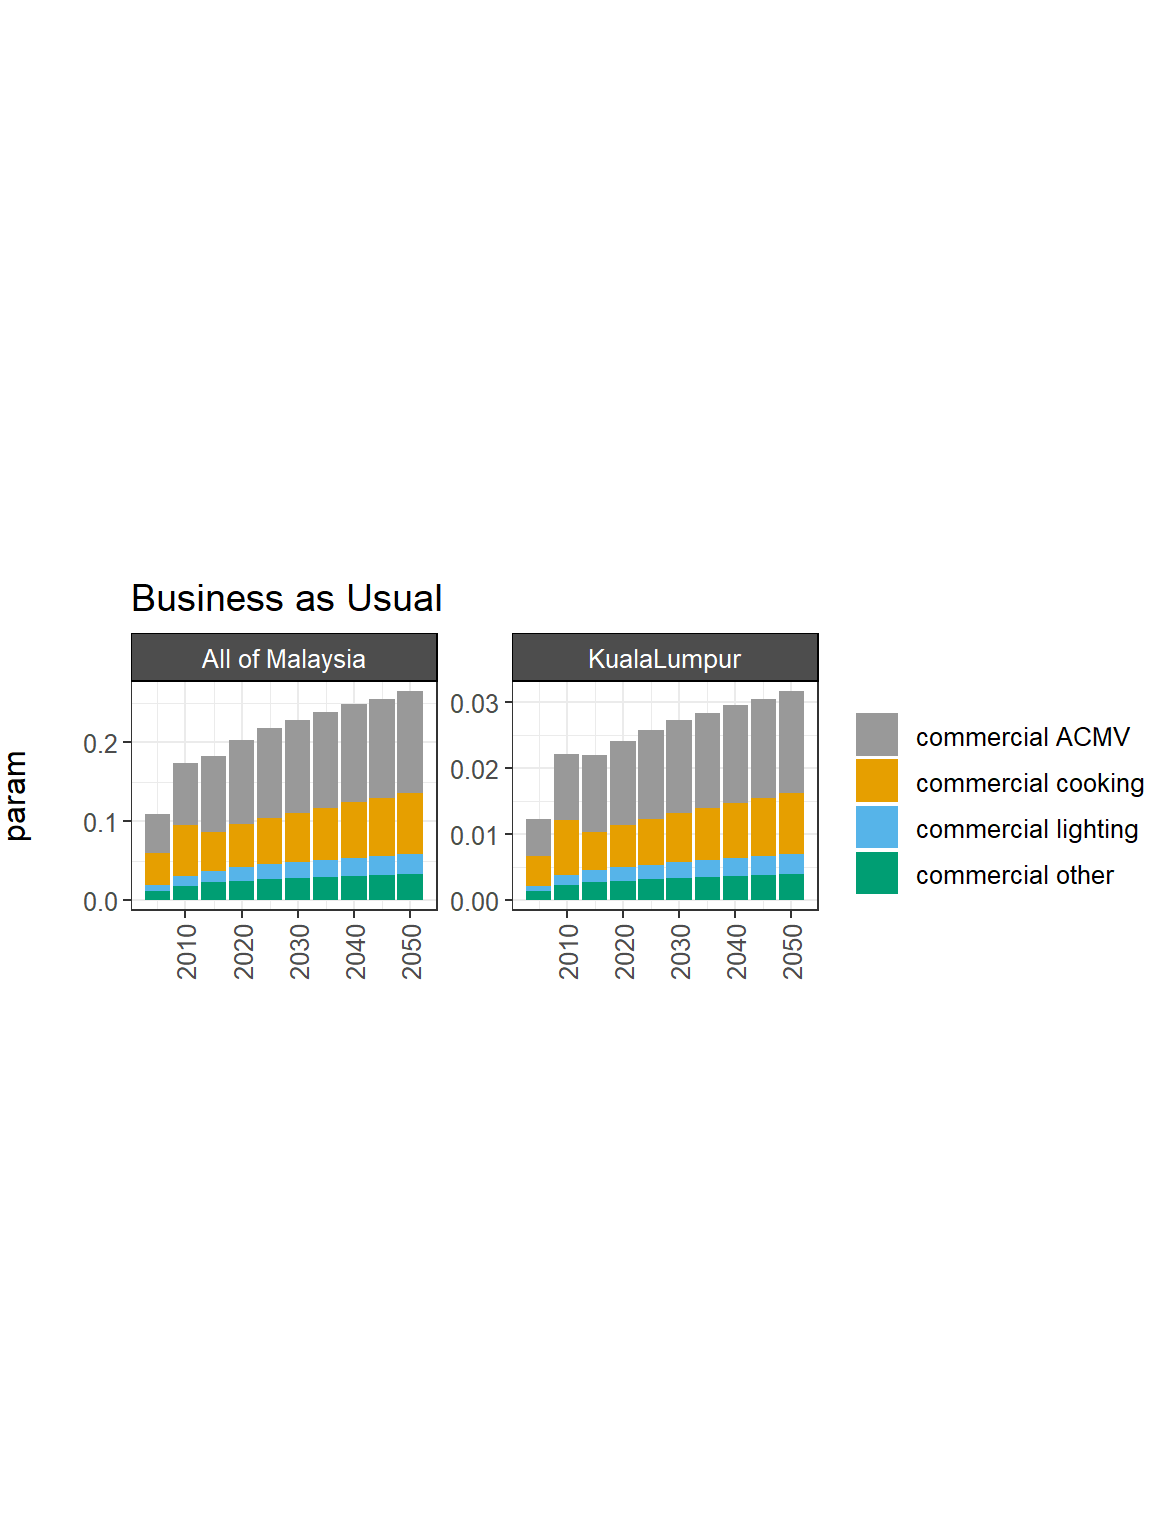 Business as Usual
All of Malaysia
KualaLumpur
param
0.2
0.1
0.0
2010
2020
2030
2040
2050
0.03
0.02
0.01
0.00
2010
2020
2030
2040
2050
commercial ACMV
commercial cooking
commercial lighting
commercial other